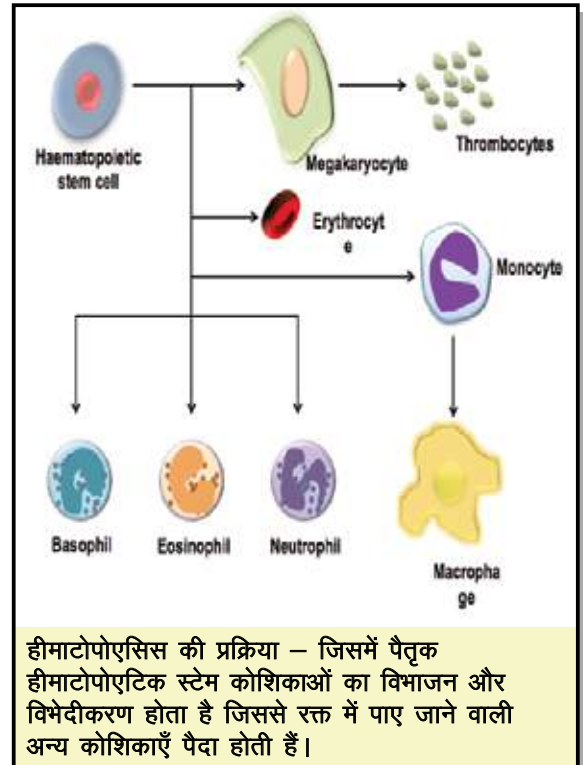 Haematopoietic
stem cell
Megakaryocyte
Thrombocytes
Erythrocyt
e
Monocyte
Basophil
Eosinophil
Neutrophil
Macropha
ge
हीमाटोपोएसिस की प्रक्रिया – जिसमें पैतृक
हीमाटोपोएटिक स्टेम कोशिकाओं का विभाजन और
विभेदीकरण होता है जिससे रक्त में पाए जाने वाली
अन्य कोशिकाएँ पैदा होती हैं।